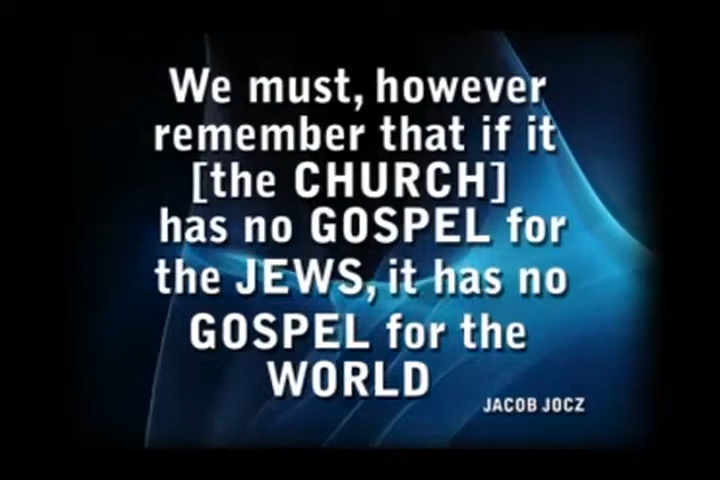 We must, however
remember that if it
[the CHURCH]
has no GOSPEL for
the JEWS, it has no
GOSPEL for the
WORLD
JACOB JOCZ